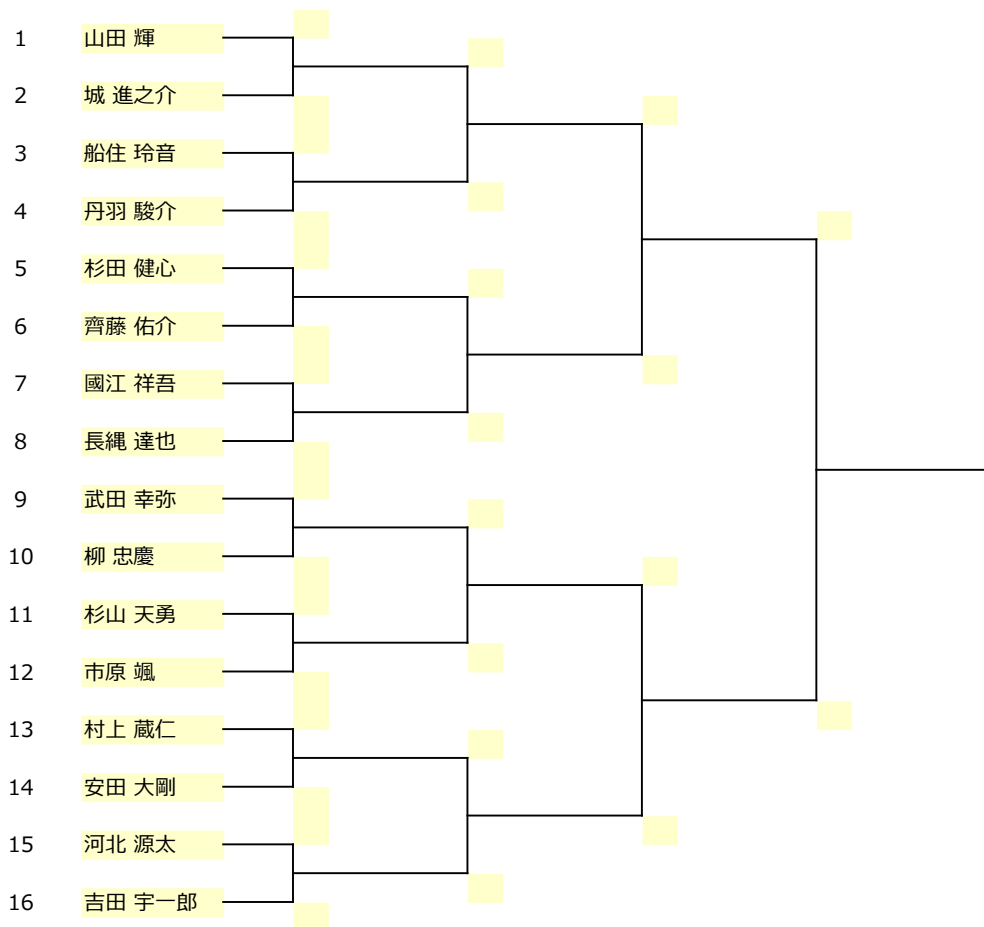 1 山田 輝
2 城 進之介
3 船住 玲音
4 丹羽 駿介
5 杉田 健心
6 齊藤 佑介
7 國江 祥吾
8 長縄 達也
9 武田 幸弥
10 柳 忠慶
11 杉山 天勇
12 市原 颯
13 村上 蔵仁
14 安田 大剛
15 河北 源太
16 吉田 宇一郎